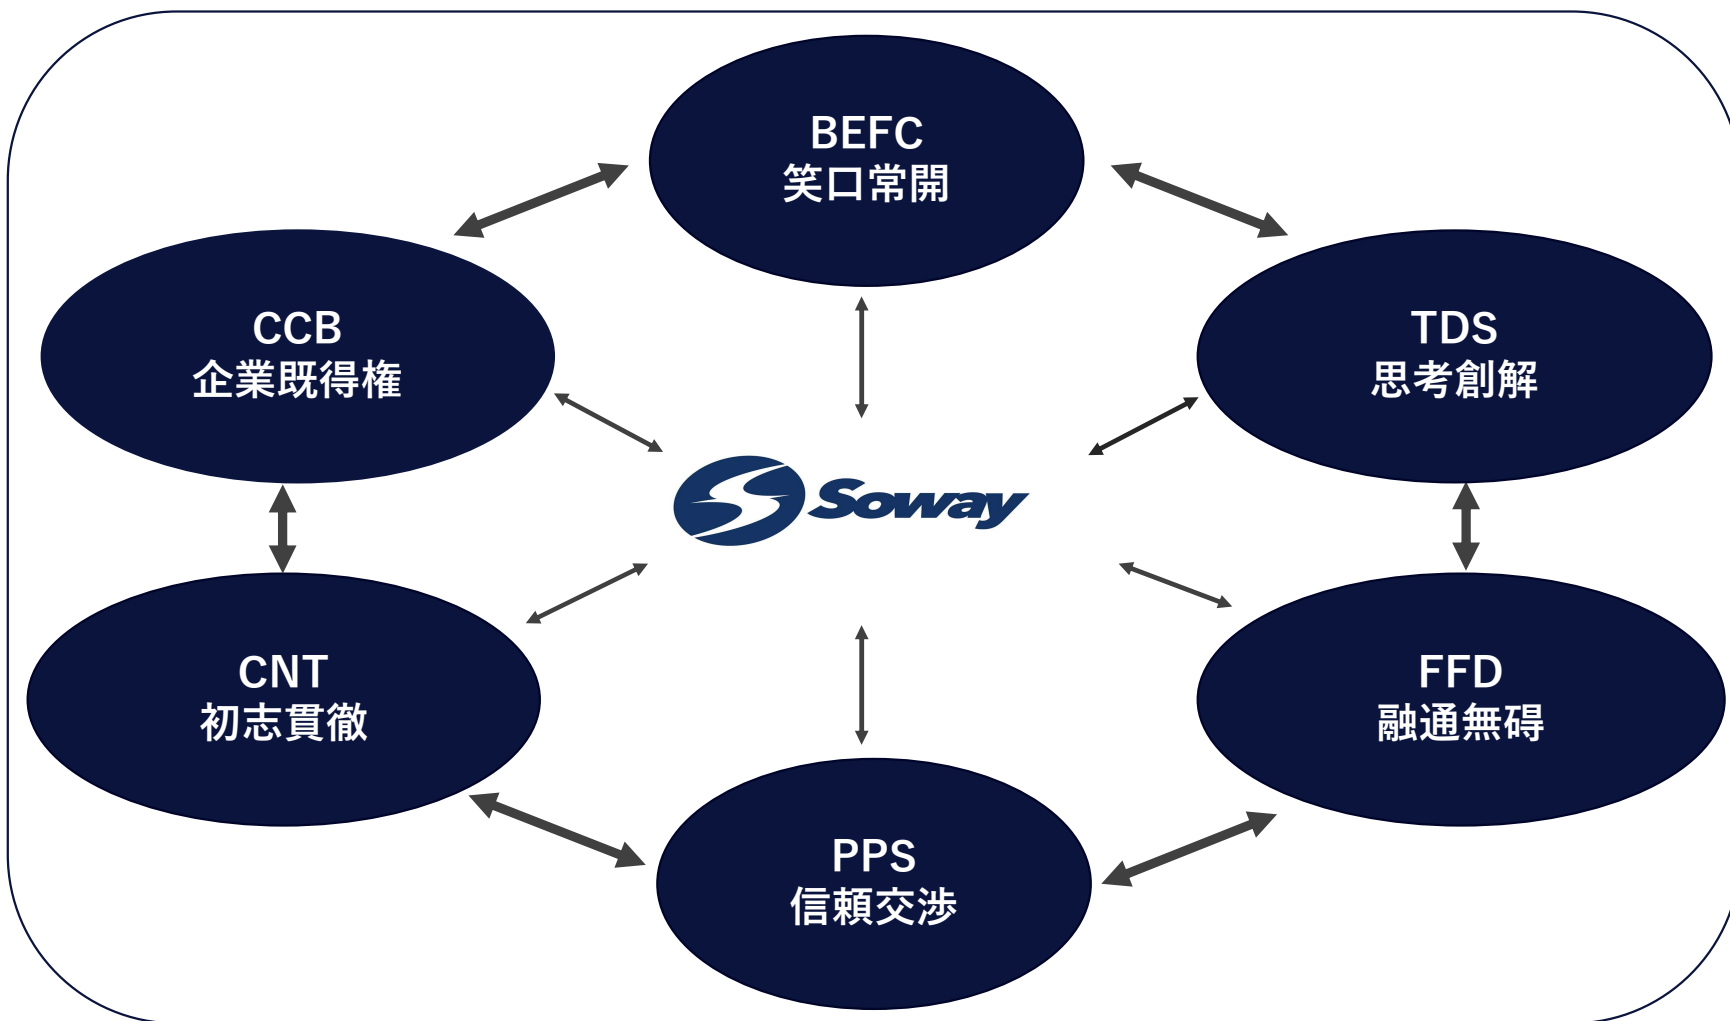 BEFC
笑口常開
CCB
企業既得権
TDS
思考創解
Soway
CNT
初志貫徹
FFD
融通無碍
PPS
信頼交渉